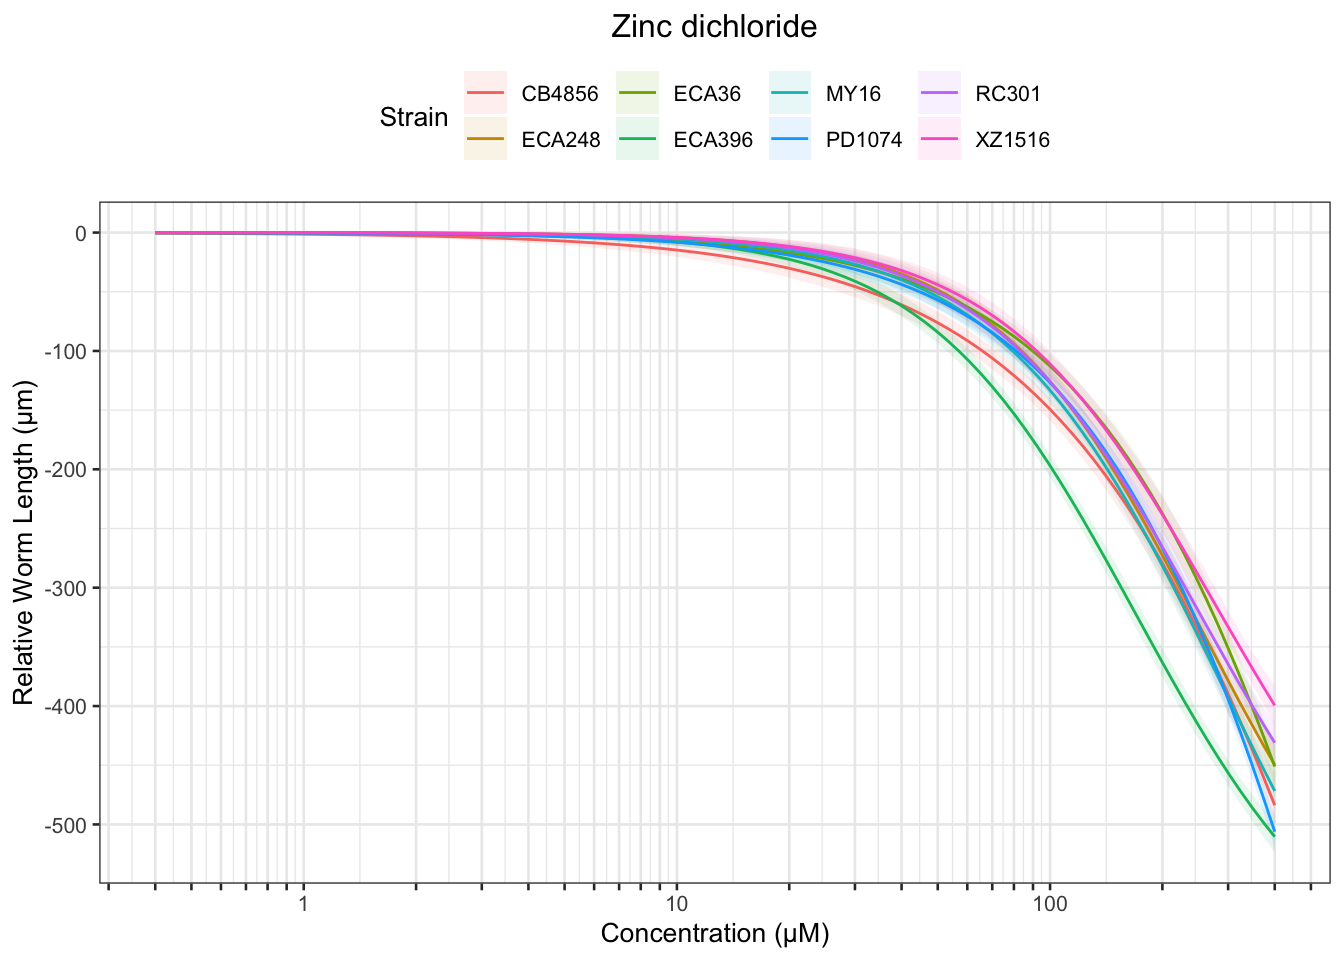 Zinc dichloride
Strain
CB4856 ECA36 MY16 RC301
ECA248 ECA396 PD1074 XZ1516
Relative Worm Length (µm)
0
-100
-200
-300
-400
-500
1 10 100
Concentration (µM)